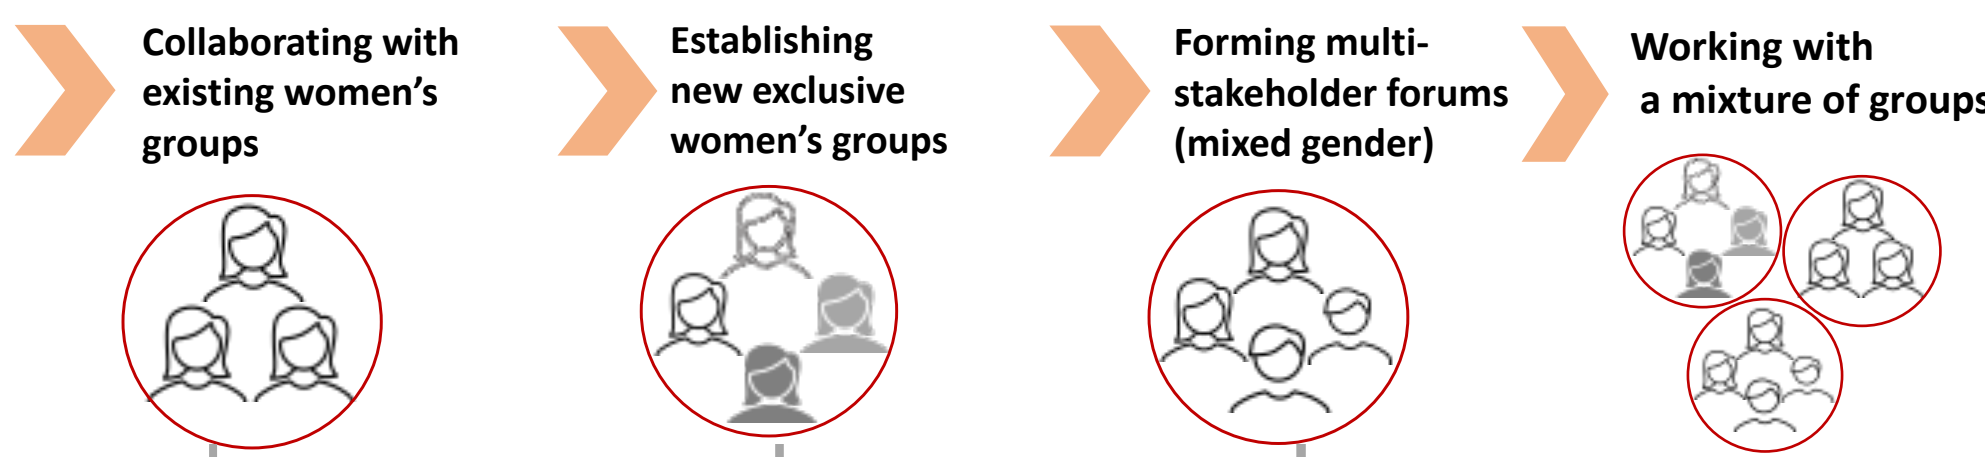 Collaborating with
existing women’s
groups
Establishing
new exclusive
women’s groups
Forming multi-
stakeholder forums
(mixed gender)
Working with
a mixture of groups